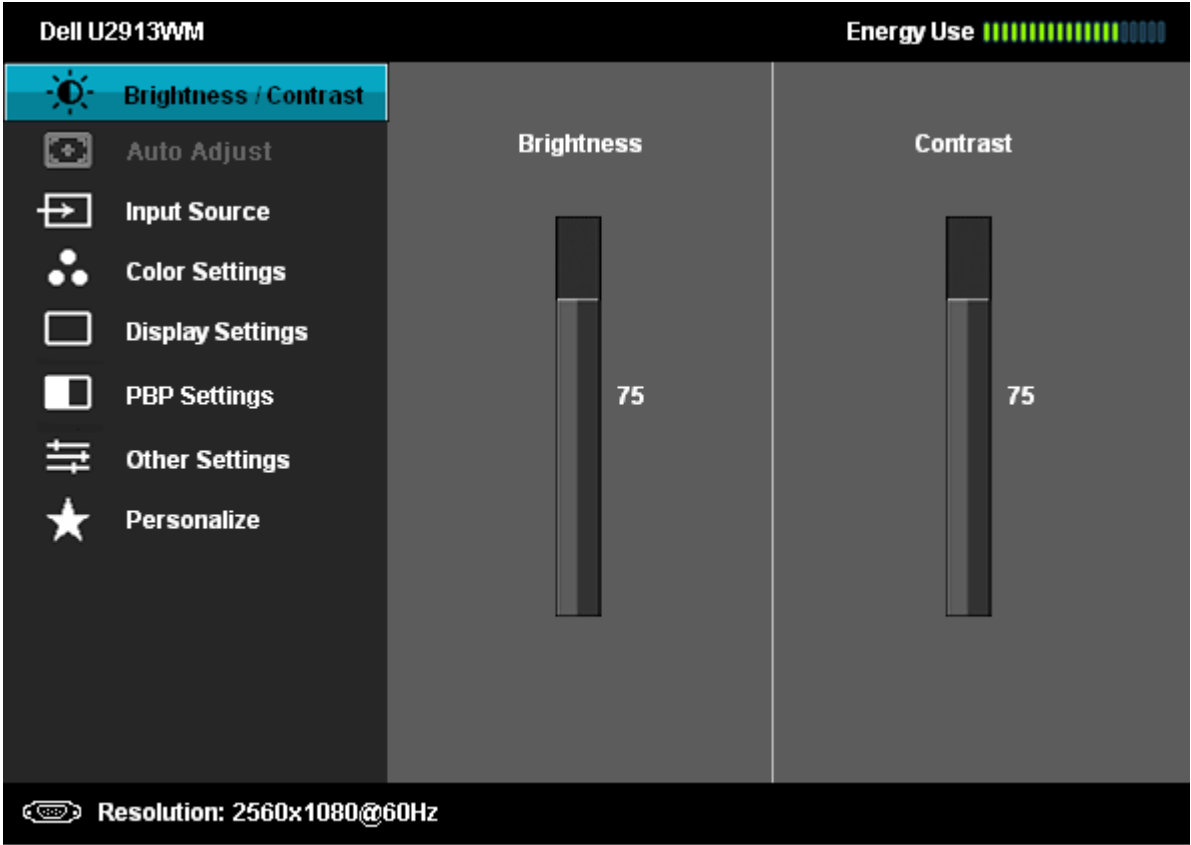 Dell U2913WM
Energy Use
Brightness / Contrast
Auto Adjust
Input Source
Color Settings
Display Settings
PBP Settings
Other Settings
Personalize
Brightness
75
Contrast
75
Resolution: 2560x1080@60Hz